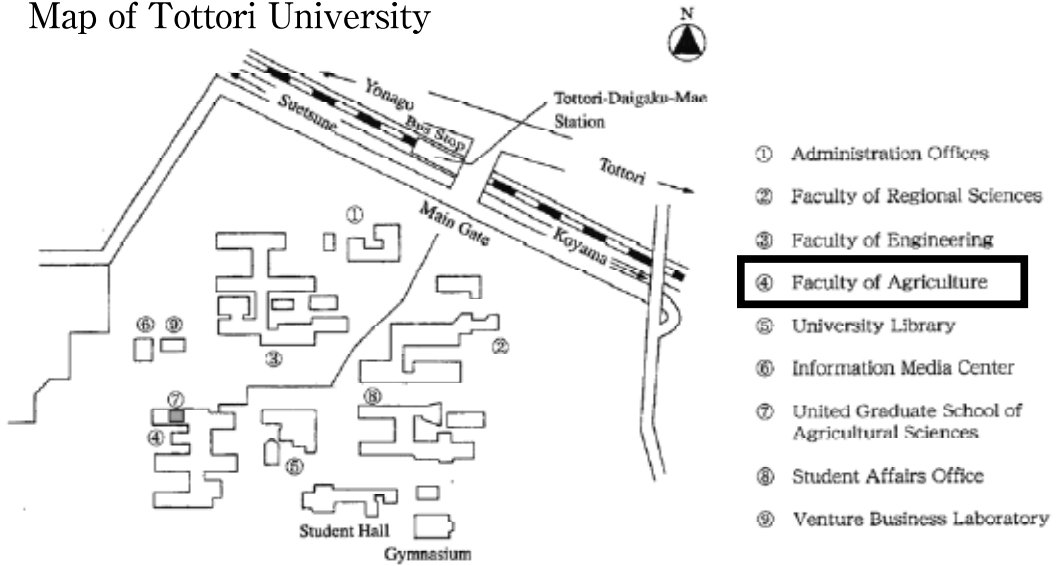 Map of Tottori University
N
Yonago
Suetsune
Bus Stop
Tottori-Daigaku-Mae
Station
Tottori
Main Gate
Koyama
①
⑥ ⑨
③
②
⑦
④
⑧
⑤
Student Hall
Gymnasium
① Administration Offices
② Faculty of Regional Sciences
③ Faculty of Engineering
④ Faculty of Agriculture
⑤ University Library
⑥ Information Media Center
⑦ United Graduate School of
Agricultural Sciences
⑧ Student Affairs Office
⑨ Venture Business Laboratory